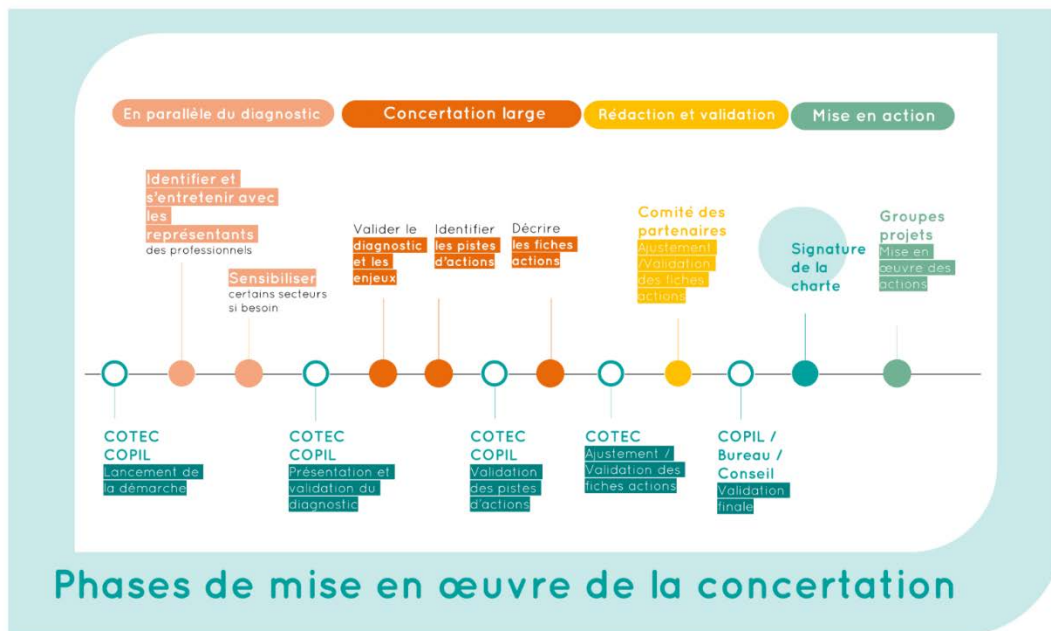 En parallèle du diagnostic
Concertation large
Rédaction et validation
Mise en action
Identifier et
s'entretenir avec
les
représentants
des professionnels
Sensibiliser
certains secteurs
si besoin
Valider le
diagnostic
et les
enjeux
Identifier
les pistes
d'actions
Décrire
les fiches
actions
Comité des
partenaires
Ajustement
/Validation
des fiches
actions
Signature
de la
charte
Groupes
projets
Mise en
œuvre des
actions
COTEC
COPIL
Lancement de
la démarche
COTEC
COPIL
Présentation et
validation du
diagnostic
COTEC
COPIL
Validation
des pistes
d'actions
COTEC
Ajustement /
Validation des
fiches actions
COPIL /
Bureau /
Conseil
Validation
finale
Phases de mise en œuvre de la concertation